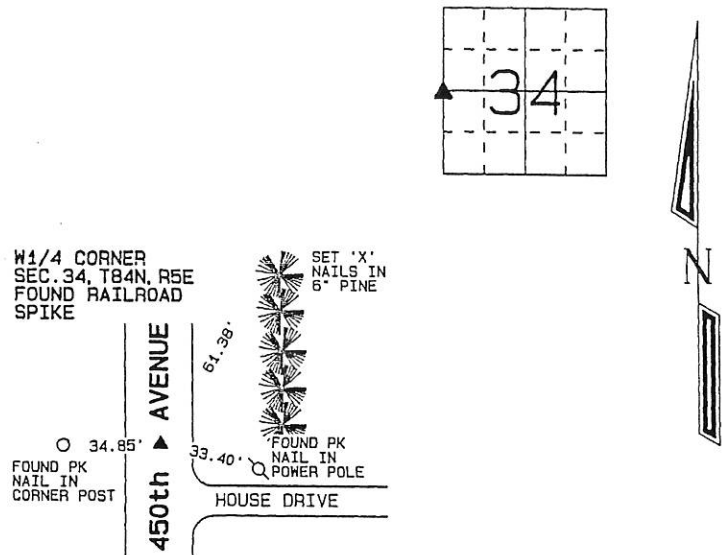 34
N
W1/4 CORNER
SEC.34, T84N, R5E
FOUND RAILROAD
SPIKE
SET 'X'
NAILS IN
6" PINE
450th AVENUE
61.38'
34.85'
33.40'
FOUND PK
NAIL IN
CORNER POST
FOUND PK
NAIL IN
POWER POLE
HOUSE DRIVE